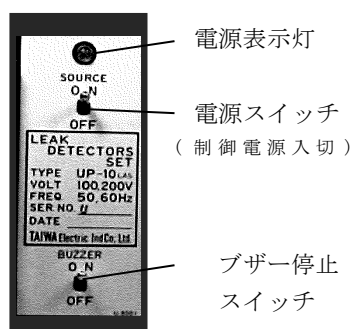 電源表示灯
SOURCE
ON
電源スイッチ
OFF
(制御電源入切)
LEAK
DETECTORS
SET
TYPE UP-10LAS
VOLT 100,200V
FREQ 50,60Hz
SER.NO.
DATE
TAIWA Electric Ind Co., Ltd.
BUZZER
ON
ブザー停止
OFF
スイッチ